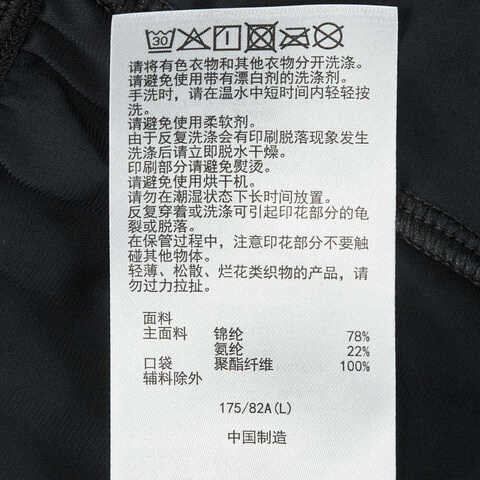 30
请将有色衣物和其他衣物分开洗涤。
请避免使用带有漂白剂的洗涤剂。
手洗时，请在温水中短时间内轻轻按
洗。
请避免使用柔软剂。
由于反复洗涤会有印刷脱落现象发生
洗涤后请立即脱水干燥。
印刷部分请避免熨烫。
请避免使用烘干机。
请勿在潮湿状态下长时间放置。
反复穿着或洗涤可引起印花部分的龟
裂或脱落。
在保管过程中，注意印花部分不要触
碰其他物体。
轻薄、松散、烂花类织物的产品，请
勿过力拉扯。
面料
主面料 锦纶 78%
氨纶 22%
口袋 聚酯纤维 100%
辅料除外
175/82A(L)
中国制造